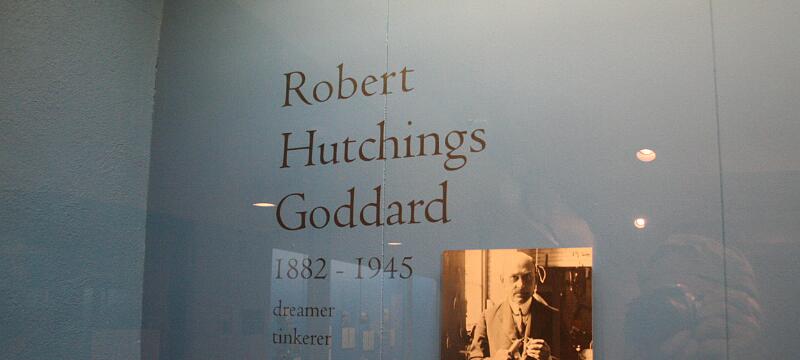 Robert
Hutchings
Goddard
1882 - 1945
dreamer
tinkerer